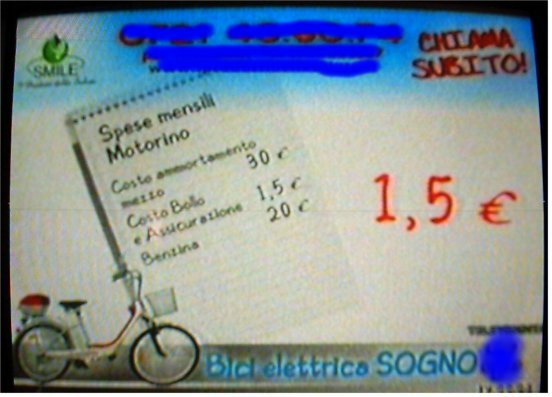 CHIAMA
SUBITO!
SMILE
Spese mensili
Motorino
Costo ammortamento
mezzo 30 €
Costo Bollo
e Assicurazione 1,5 €
Benzina 20 €
1,5 €
Bici elettrica SOGNO